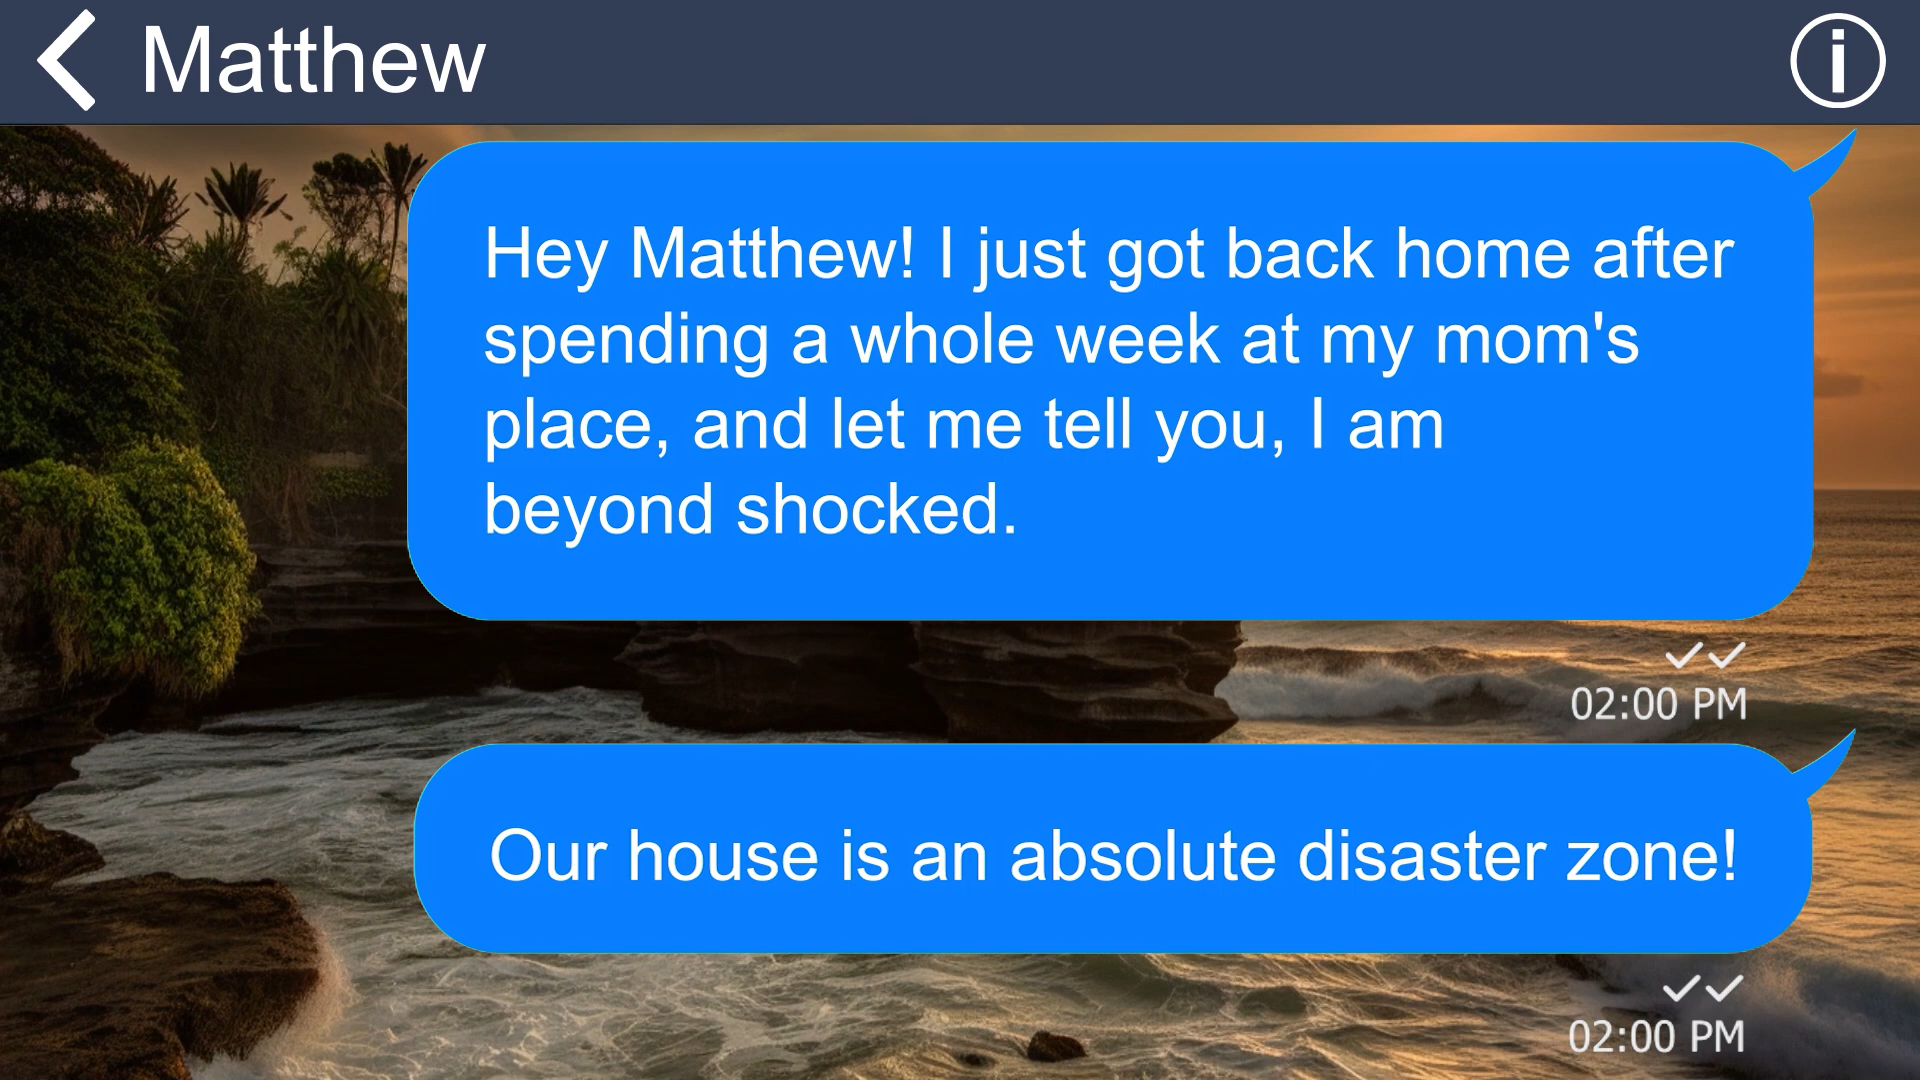 Matthew
Hey Matthew! I just got back home after
spending a whole week at my mom's
place, and let me tell you, I am
beyond shocked.
02:00 PM
Our house is an absolute disaster zone!
02:00 PM